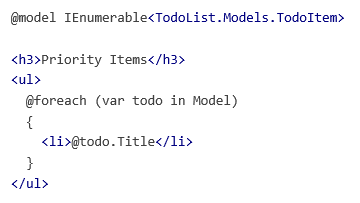 @model IEnumerable<TodoList.Models.TodoItem>

<h3>Priority Items</h3>
<ul>
  @foreach (var todo in Model)
  {
    <li>@todo.Title</li>
  }
</ul>